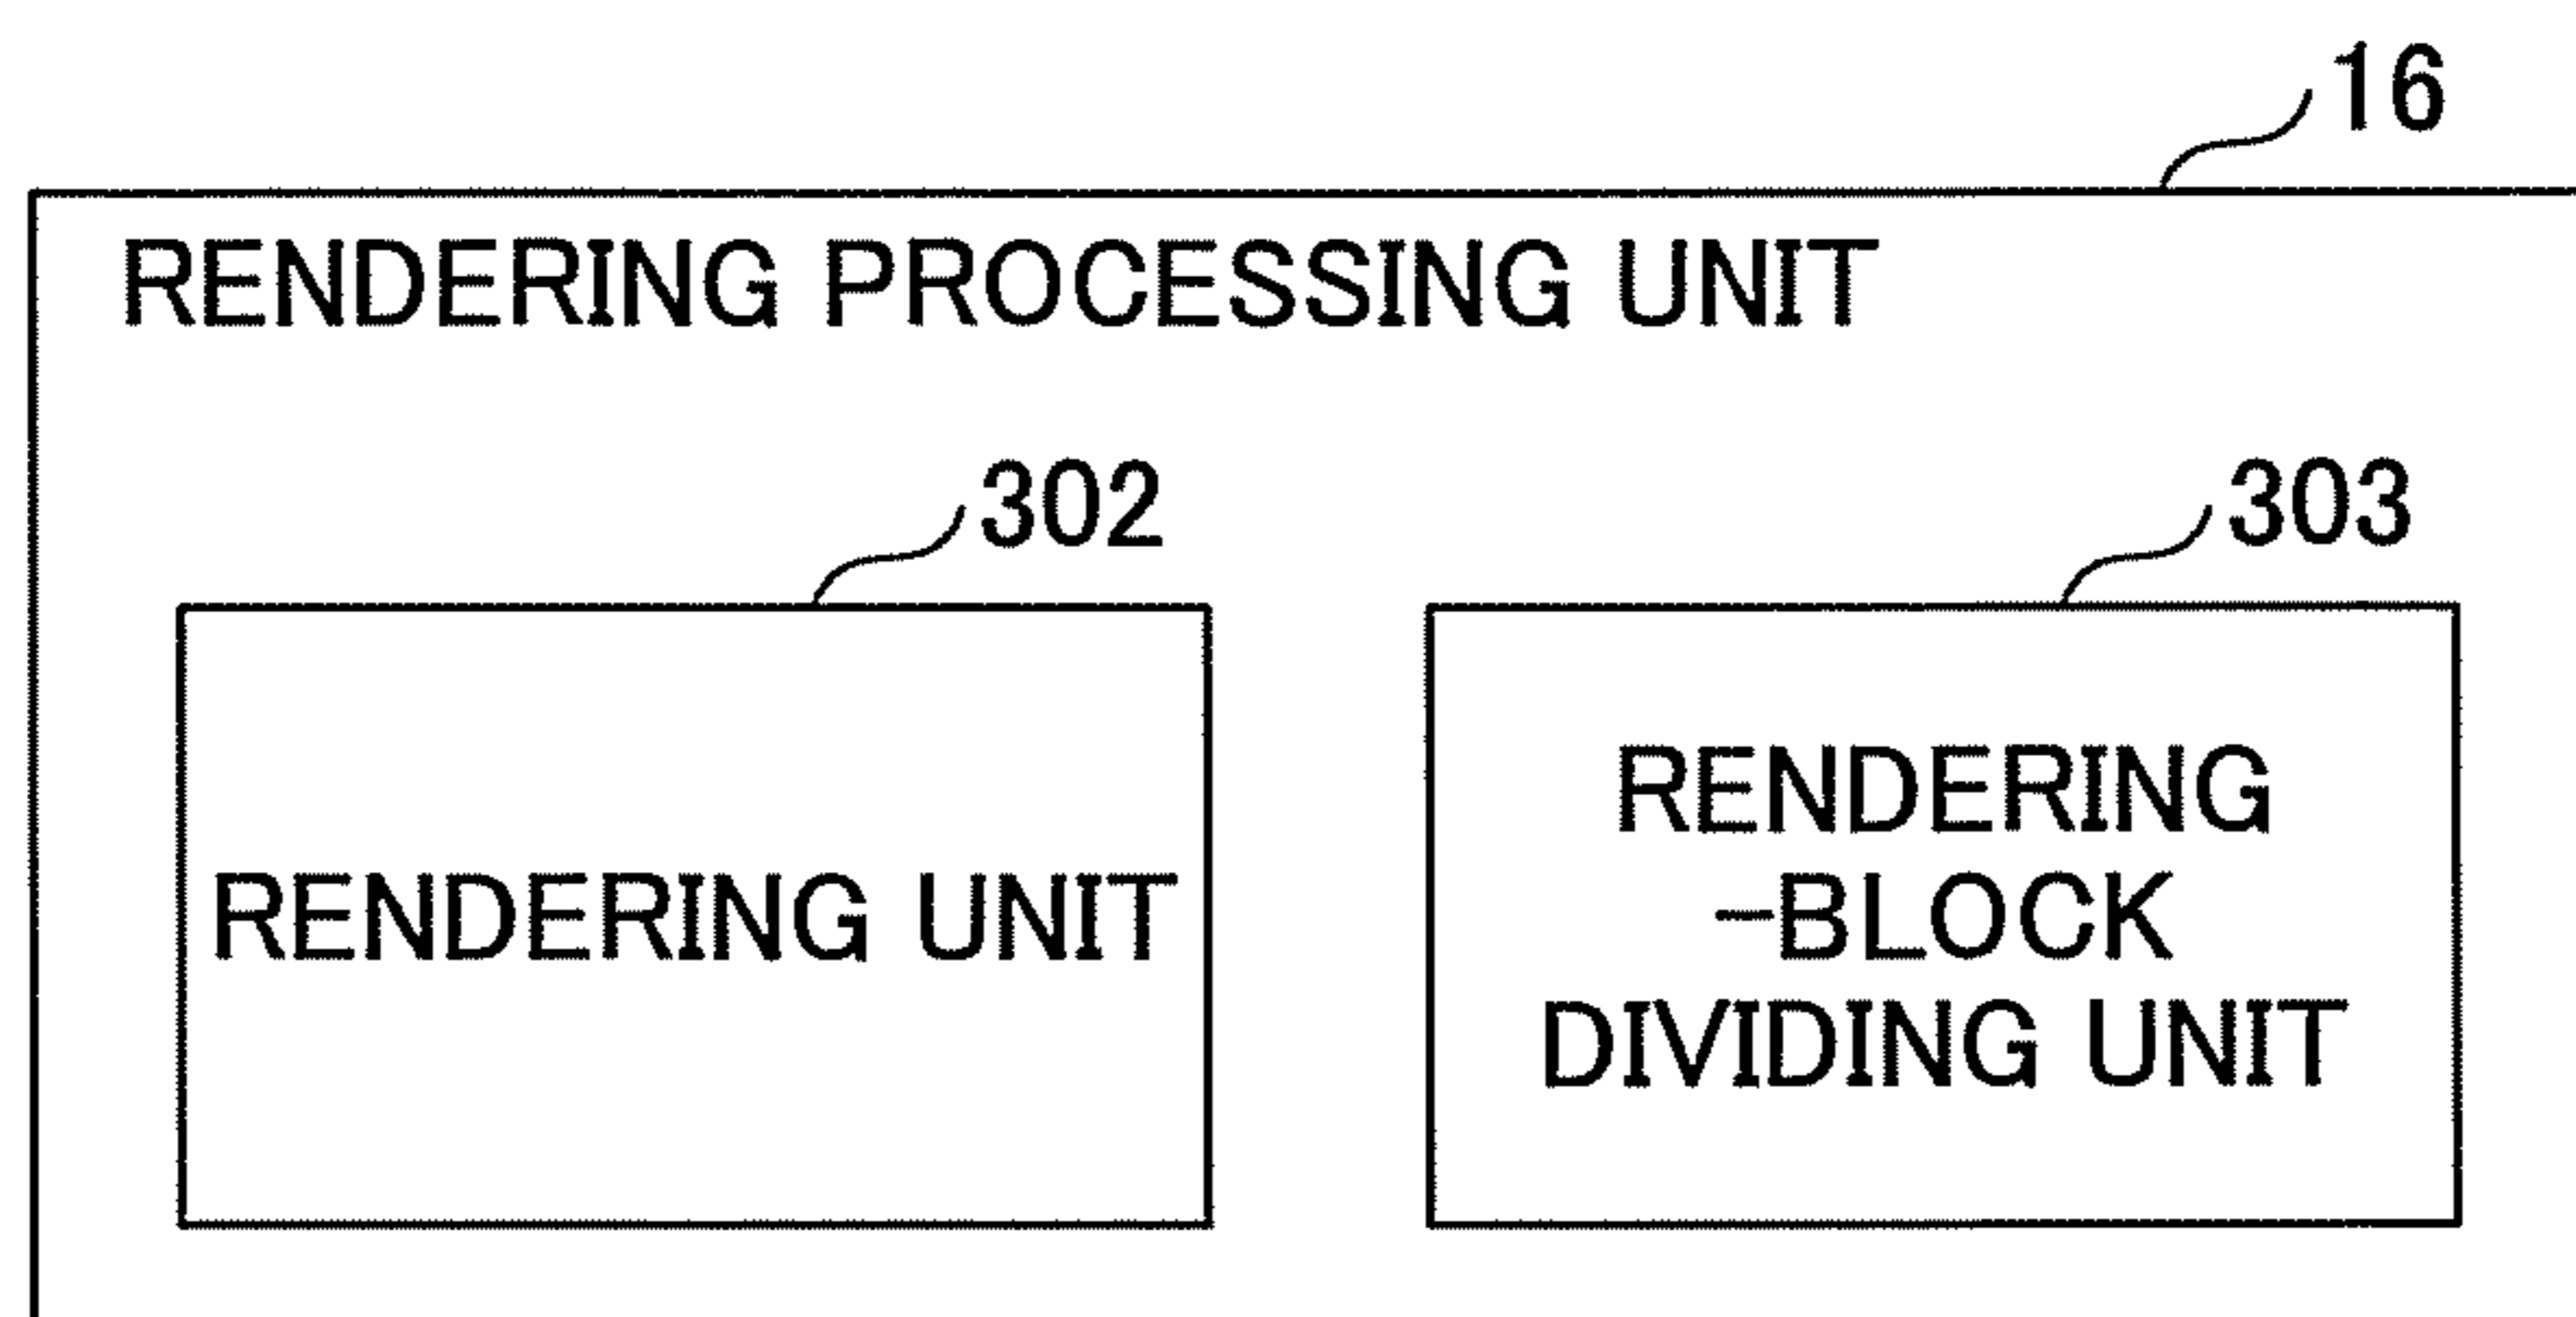 16
RENDERING PROCESSING UNIT
302
303
RENDERING UNIT
RENDERING
-BLOCK
DIVIDING UNIT